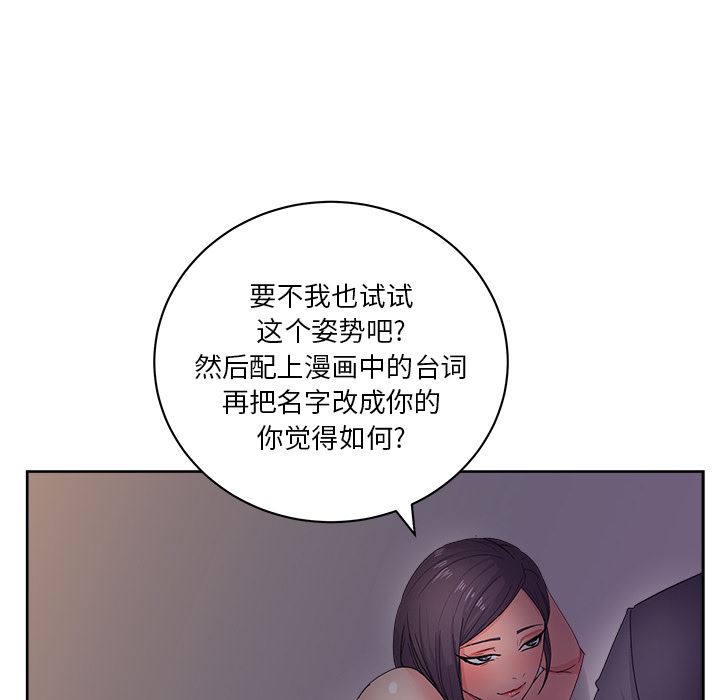 要不我也试试
这个姿势吧?
然后配上漫画中的台词
再把名字改成你的
你觉得如何?